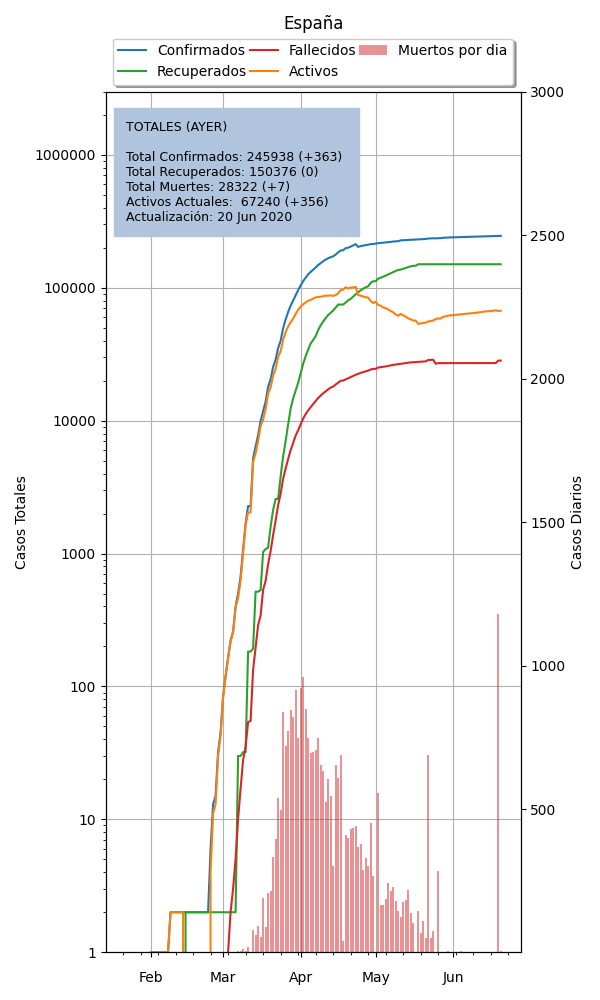 España
Confirmados
Fallecidos
Muertos por dia
Recuperados
Activos
3000
TOTALES (AYER)
Total Confirmados: 245938 (+363)
Total Recuperados: 150376 (0)
Total Muertes: 28322 (+7)
Activos Actuales:  67240 (+356)
Actualización: 20 Jun 2020
1000000
2500
100000
2000
10000
Casos Totales
Casos Diarios
1500
1000
1000
100
500
10
1
Feb
Mar
Apr
May
Jun